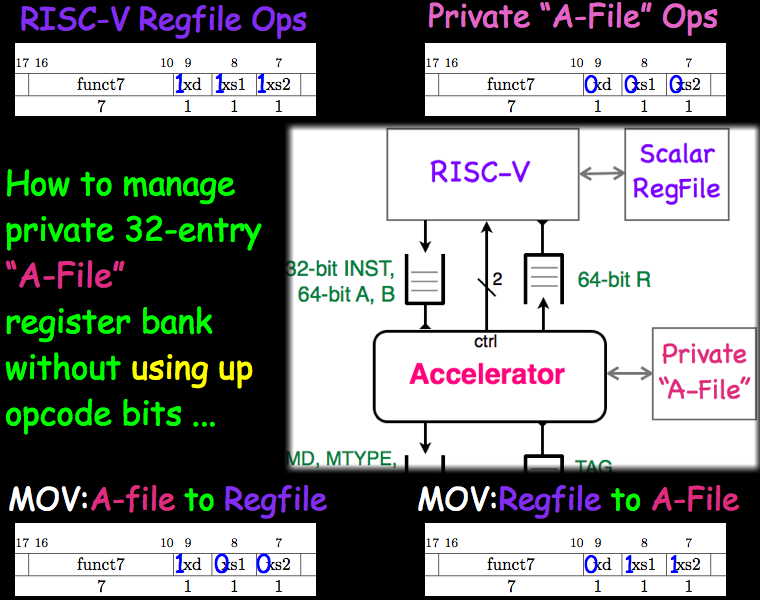 RISC-V Regfile Ops
Private “A-File” Ops
17 16 10 9 8 7
funct7 1xd 1xs1 1xs2
7 1 1 1
17 16 10 9 8 7
funct7 0xd 0xs1 0xs2
7 1 1 1
How to manage
private 32-entry
“A-File”
register bank
without using up
opcode bits ...
RISC-V
Scalar
RegFile
32-bit INST,
64-bit A, B
2
64-bit R
ctrl
Accelerator
Private
“A-File”
MD, MTYPE,
TAG
MOV:A-file to Regfile
MOV:Regfile to A-File
17 16 10 9 8 7
funct7 1xd 0xs1 0xs2
7 1 1 1
17 16 10 9 8 7
funct7 0xd 1xs1 1xs2
7 1 1 1